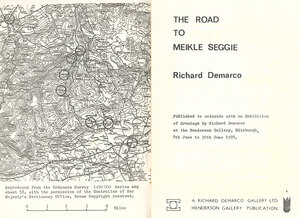 Reproduced from the Ordnance Survey 1:50 000 Series map
sheet 58, with the permission of the Controller of Her
Majesty's Stationery Office, Crown Copyright reserved.
Miles
THE ROAD
TO
MEIKLE SEGGIE
Richard Demarco
Published to coincide with an Exhibition
of drawings by Richard Demarco
at the Henderson Gallery, Edinburgh,
8th June to 30th June 1978.
A RICHARD DEMARCO GALLERY LTD
HENDERSON GALLERY PUBLICATION